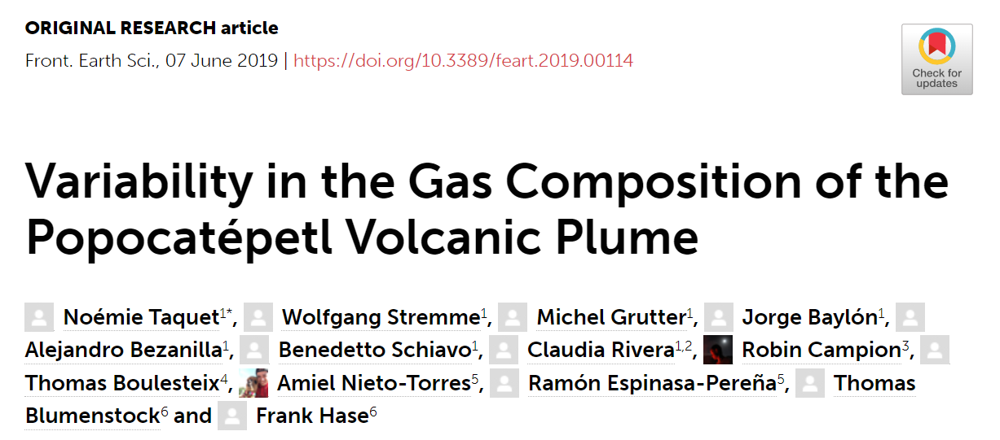 ORIGINAL RESEARCH article
Front. Earth Sci., 07 June 2019 | https://doi.org/10.3389/feart.2019.00114
Check for
updates
Variability in the Gas Composition of the
Popocatépetl Volcanic Plume
Noémie Taquet1*, Wolfgang Stremme1, Michel Grutter1, Jorge Baylón1,
Alejandro Bezanilla1, Benedetto Schiavo1, Claudia Rivera1,2, Robin Campion3,
Thomas Boulesteix4, Amiel Nieto-Torres5, Ramón Espinasa-Pereña5, Thomas
Blumenstock6 and Frank Hase6